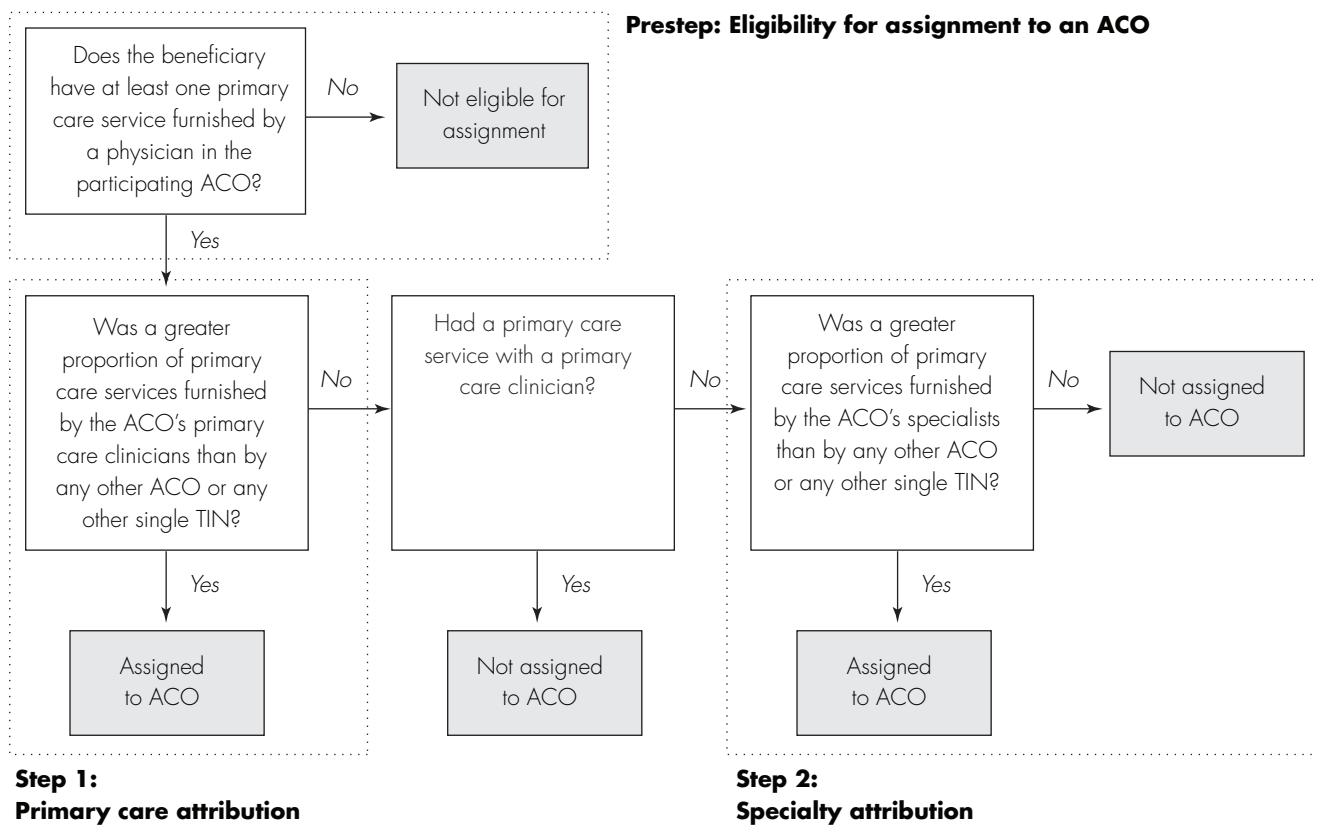 Prestep: Eligibility for assignment to an ACO
Does the beneficiary
have at least one primary
care service furnished by
a physician in the
participating ACO?
No
Not eligible for
assignment
Yes
Was a greater
proportion of primary
care services furnished
by the ACO's primary
care clinicians than by
any other ACO or any
other single TIN?
No
Had a primary care
service with a primary
care clinician?
No
Was a greater
proportion of primary
care services furnished
by the ACO's specialists
than by any other ACO
or any other single TIN?
No
Not assigned
to ACO
Yes
Yes
Yes
Assigned
to ACO
Not assigned
to ACO
Assigned
to ACO
Step 1:
Primary care attribution
Step 2:
Specialty attribution